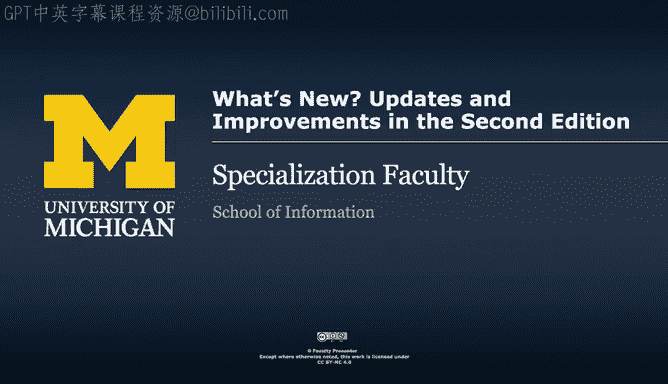 GPT中英字幕课程资源@bilibili.com
What's New? Updates and
Improvements in the Second Edition
Specialization Faculty
School of Information
M
UNIVERSITY OF
MICHIGAN
© Faculty Presenter
Except where otherwise noted, this work is licensed under
CC BY-NC 4.0